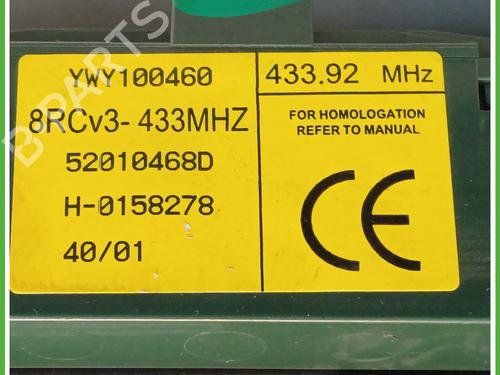 YWY100460
433.92 MHz
8RCv3- 433MHZ
FOR HOMOLOGATION
REFER TO MANUAL
52010468D
H-0158278
40/01
CE
B-PARTS